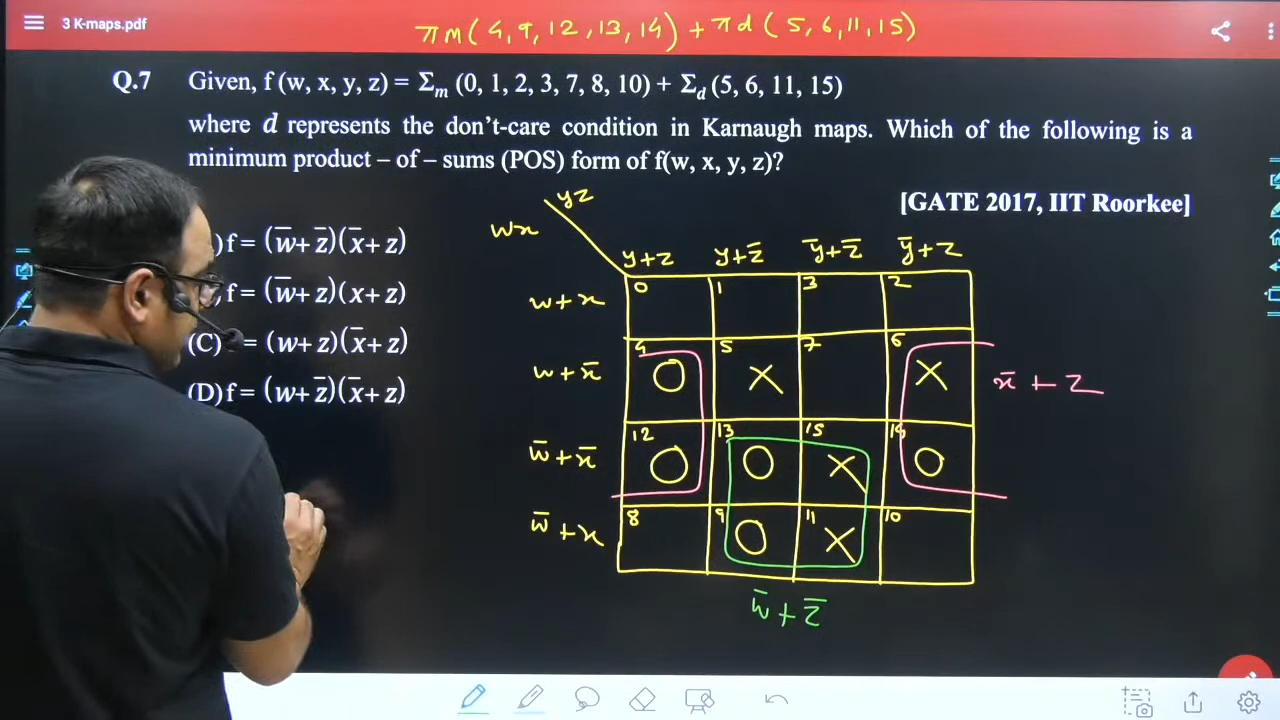 3 K-maps.pdf
πM(4,9,12,13,14) + πd(5,6,11,15)
Q.7 Given, f (w, x, y, z) = Σm (0, 1, 2, 3, 7, 8, 10) + Σd (5, 6, 11, 15)
where d represents the don't-care condition in Karnaugh maps. Which of the following is a
minimum product – of – sums (POS) form of f(w, x, y, z)?
[GATE 2017, IIT Roorkee]
)f = (w̅+ z̅)(x̅+ z)
f = (w̅+ z)(x+ z)
(C) = (w+ z)(x̅+ z)
(D)f = (w+ z̅)(x̅+ z)
yz
wx
y+z y+z̅ y̅+z̅ y̅+z
w+x 0 1 3 2
w+x̅ 4 O 5 X 7 6 X
x̅+z
w̅+x̅ 12 O 13 O 15 X 14 O
w̅+x 8 9 O 11 X 10
w̅+z̅